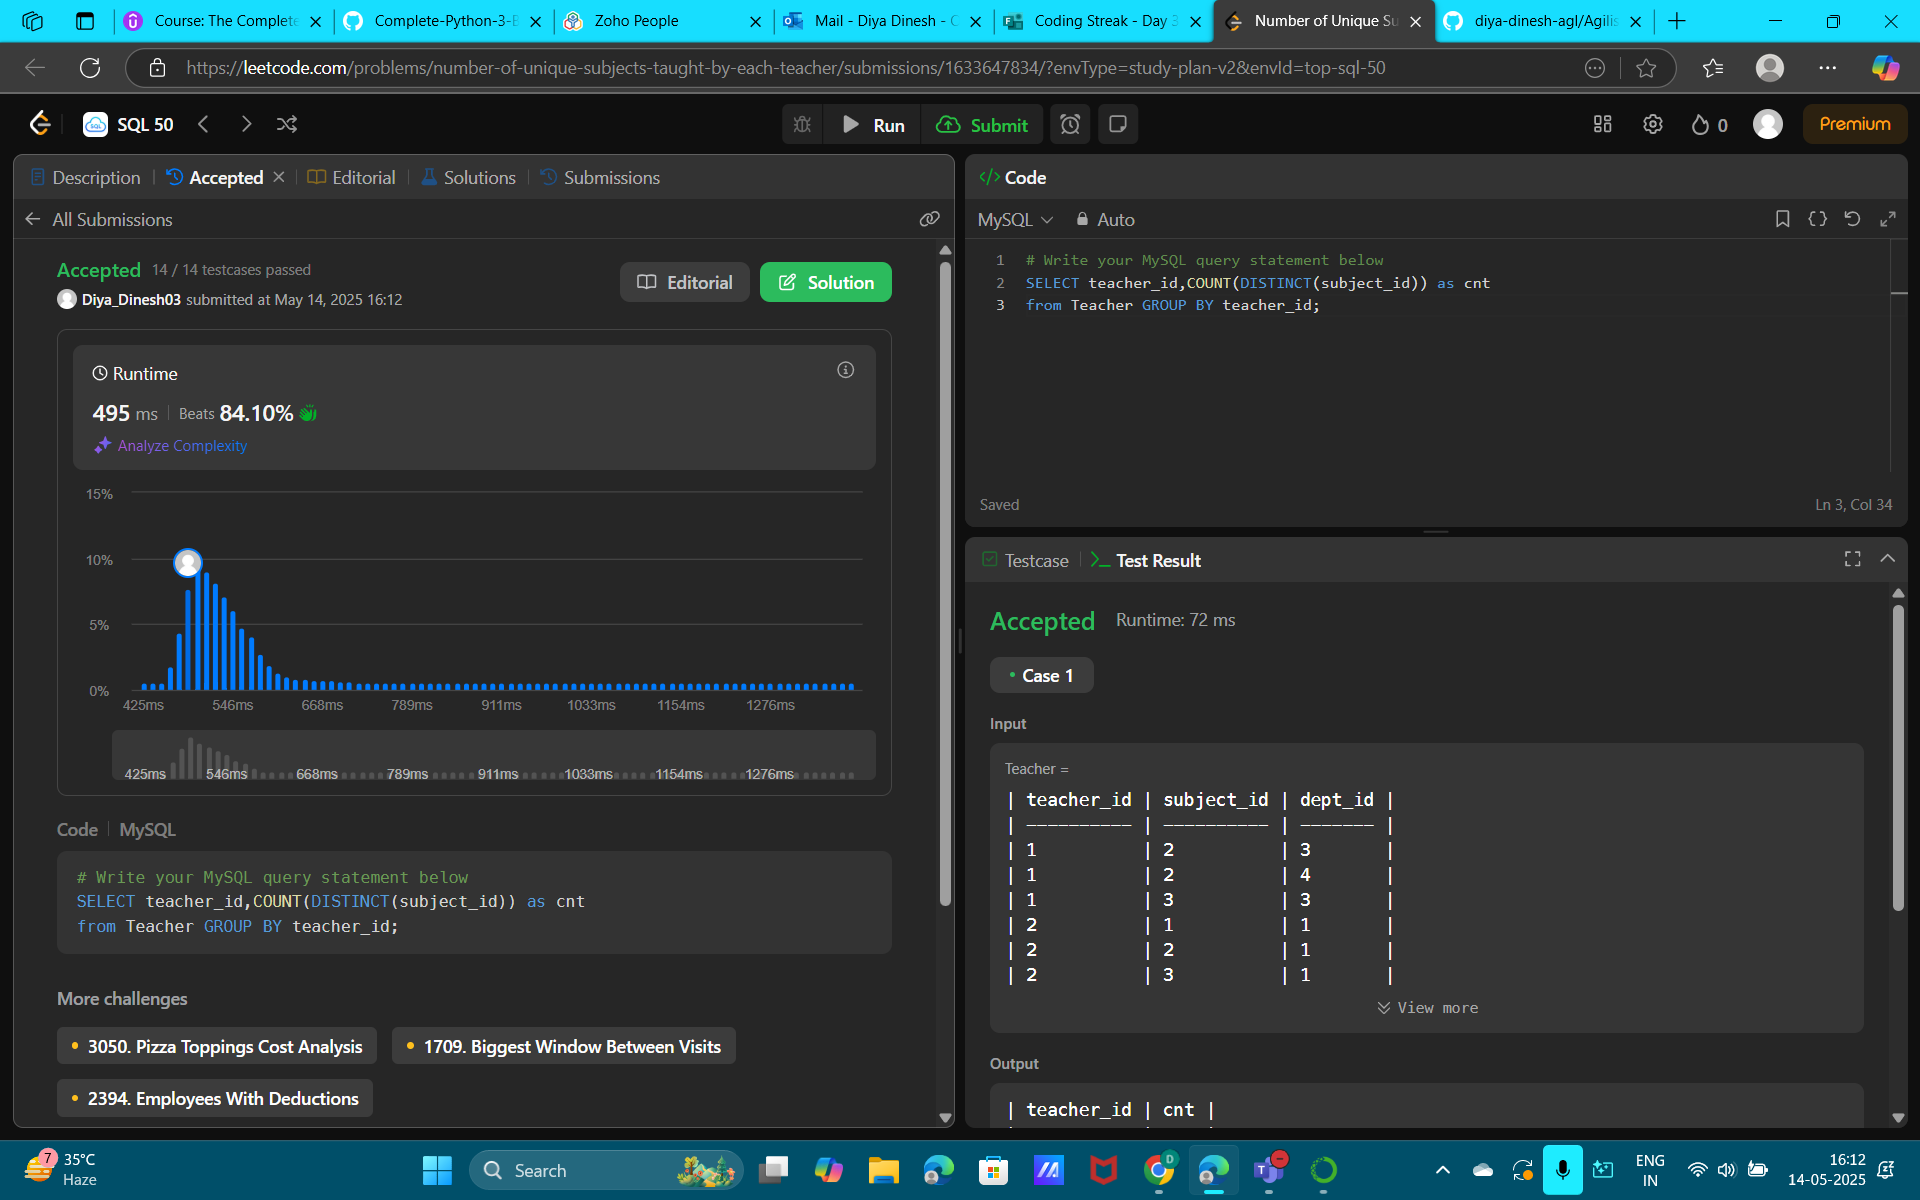 Course: The Complete
Complete-Python-3-B
Zoho People
Mail - Diya Dinesh - C
Coding Streak - Day 3
Number of Unique Su
diya-dinesh-agl/Agilis
https://leetcode.com/problems/number-of-unique-subjects-taught-by-each-teacher/submissions/1633647834/?envType=study-plan-v2&envId=top-sql-50
SQL 50
Run
Submit
0
Premium
Description
Accepted
Editorial
Solutions
Submissions
All Submissions
Accepted 14 / 14 testcases passed
Diya_Dinesh03 submitted at May 14, 2025 16:12
Editorial
Solution
Runtime
495 ms Beats 84.10%
Analyze Complexity
15%
10%
5%
0%
425ms 546ms 668ms 789ms 911ms 1033ms 1154ms 1276ms
425ms 546ms 668ms 789ms 911ms 1033ms 1154ms 1276ms
Code MySQL
# Write your MySQL query statement below
SELECT teacher_id,COUNT(DISTINCT(subject_id)) as cnt
from Teacher GROUP BY teacher_id;
More challenges
3050. Pizza Toppings Cost Analysis
1709. Biggest Window Between Visits
2394. Employees With Deductions
</> Code
MySQL Auto
1 # Write your MySQL query statement below
2 SELECT teacher_id,COUNT(DISTINCT(subject_id)) as cnt
3 from Teacher GROUP BY teacher_id;
Saved
Ln 3, Col 34
Testcase
Test Result
Accepted Runtime: 72 ms
Case 1
Input
Teacher =
| teacher_id | subject_id | dept_id |
| ---------- | ---------- | ------- |
| 1 | 2 | 3 |
| 1 | 2 | 4 |
| 1 | 3 | 3 |
| 2 | 1 | 1 |
| 2 | 2 | 1 |
| 2 | 3 | 1 |
View more
Output
| teacher_id | cnt |
7
35°C
Haze
Search
D
T
ENG
IN
16:12
14-05-2025